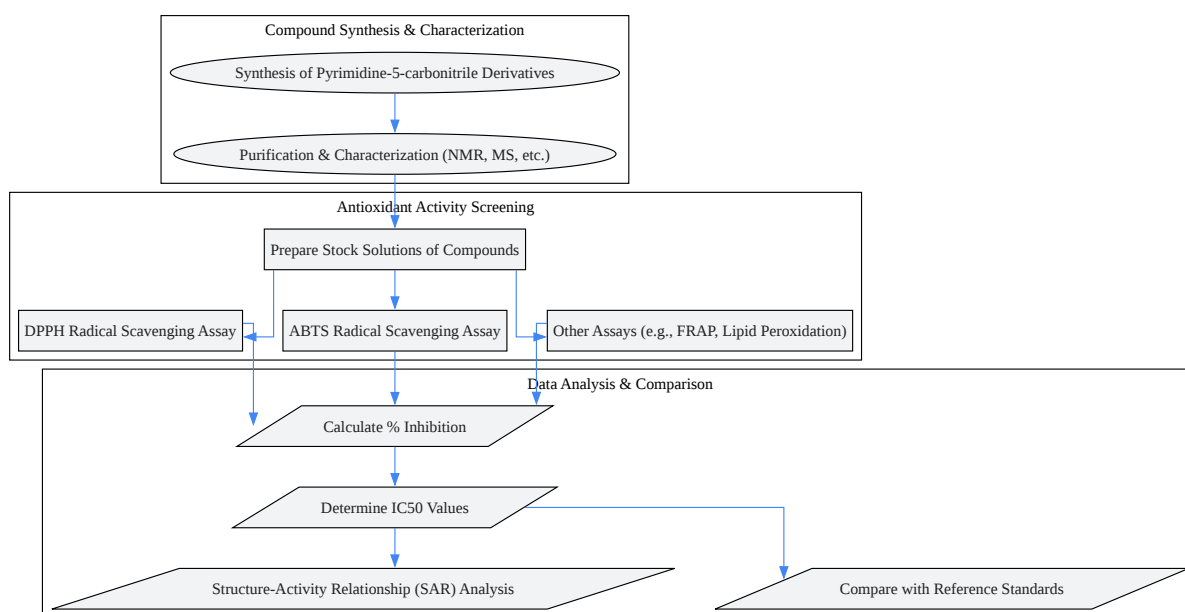 Compound Synthesis & Characterization
Synthesis of Pyrimidine-5-carbonitrile Derivatives
Purification & Characterization (NMR, MS, etc.)
Antioxidant Activity Screening
Prepare Stock Solutions of Compounds
DPPH Radical Scavenging Assay
ABTS Radical Scavenging Assay
Other Assays (e.g., FRAP, Lipid Peroxidation)
Data Analysis & Comparison
Calculate % Inhibition
Determine IC50 Values
Structure-Activity Relationship (SAR) Analysis
Compare with Reference Standards